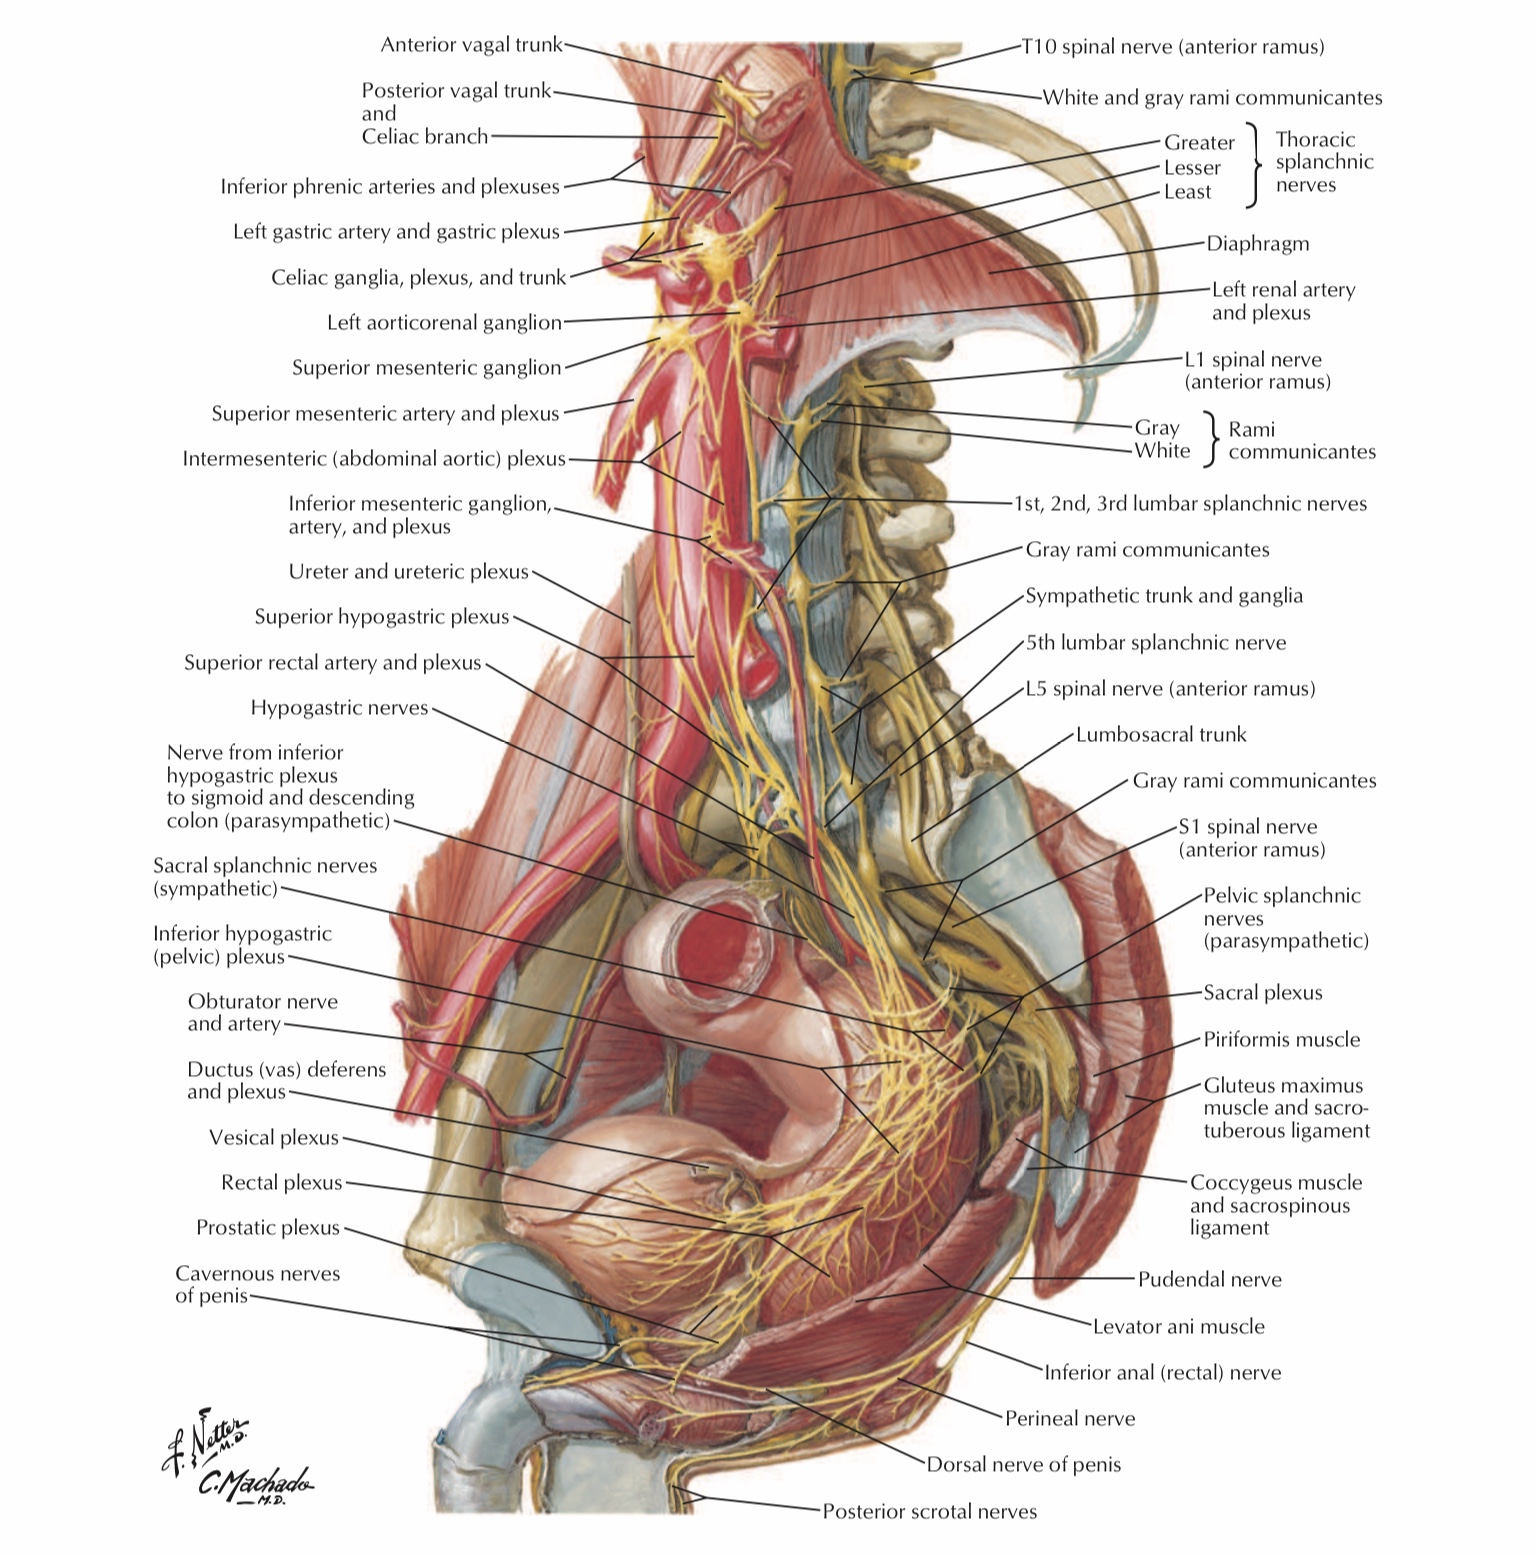 Anterior vagal trunk
Posterior vagal trunk
and
Celiac branch
Inferior phrenic arteries and plexuses
Left gastric artery and gastric plexus
Celiac ganglia, plexus, and trunk
Left aorticorenal ganglion
Superior mesenteric ganglion
Superior mesenteric artery and plexus
Intermesenteric (abdominal aortic) plexus
Inferior mesenteric ganglion,
artery, and plexus
Ureter and ureteric plexus
Superior hypogastric plexus
Superior rectal artery and plexus
Hypogastric nerves
Nerve from inferior
hypogastric plexus
to sigmoid and descending
colon (parasympathetic)
Sacral splanchnic nerves
(sympathetic)
Inferior hypogastric
(pelvic) plexus
Obturator nerve
and artery
Ductus (vas) deferens
and plexus
Vesical plexus
Rectal plexus
Prostatic plexus
Cavernous nerves
of penis
T10 spinal nerve (anterior ramus)
White and gray rami communicantes
Greater
Lesser
Least
Thoracic
splanchnic
nerves
Diaphragm
Left renal artery
and plexus
L1 spinal nerve
(anterior ramus)
Gray
White
Rami
communicantes
1st, 2nd, 3rd lumbar splanchnic nerves
Gray rami communicantes
Sympathetic trunk and ganglia
5th lumbar splanchnic nerve
L5 spinal nerve (anterior ramus)
Lumbosacral trunk
Gray rami communicantes
S1 spinal nerve
(anterior ramus)
Pelvic splanchnic
nerves
(parasympathetic)
Sacral plexus
Piriformis muscle
Gluteus maximus
muscle and sacro-
tuberous ligament
Coccygeus muscle
and sacrospinous
ligament
Pudendal nerve
Levator ani muscle
Inferior anal (rectal) nerve
Perineal nerve
Dorsal nerve of penis
Posterior scrotal nerves
F. Netter
M.D.
C. Machado
M.D.